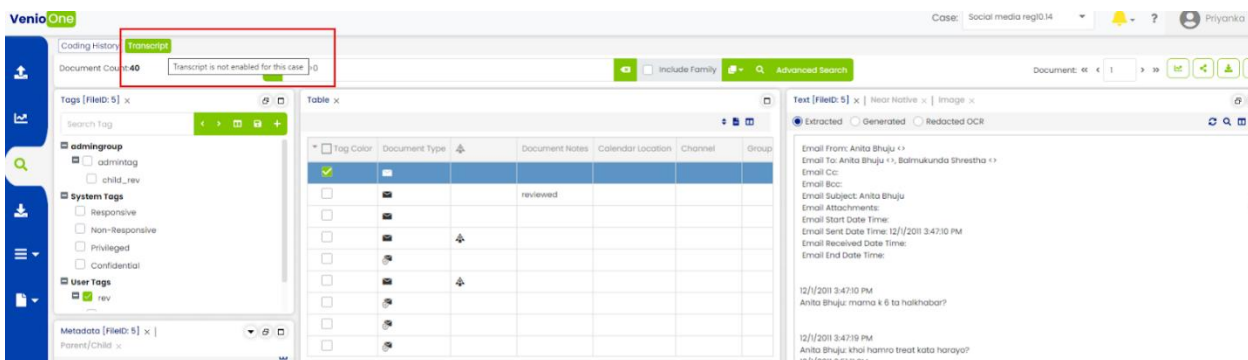 VenioOne
Case: Social media reg10.14
?
Priyanka
Coding History Transcript
Document Count:40
Transcript is not enabled for this case
Include Family
Advanced Search
Document: « ‹ 1 › »
Tags [FileID: 5] ×
Search Tag
admingroup
admintag
child_rev
System Tags
Responsive
Non-Responsive
Privileged
Confidential
User Tags
rev
Metadata [FileID: 5] × |
Parent/Child ×
Table ×
Tag Color Document Type Document Notes Calendar Location Channel Group
reviewed
Text [FileID: 5] × | Near Native × | Image ×
Extracted Generated Redacted OCR
Email From: Anita Bhuju <>
Email To: Anita Bhuju <>, Balmukunda Shrestha <>
Email Cc:
Email Bcc:
Email Subject: Anita Bhuju
Email Attachments:
Email Start Date Time:
Email Sent Date Time: 12/1/2011 3:47:10 PM
Email Received Date Time:
Email End Date Time:
12/1/2011 3:47:10 PM
Anita Bhuju: mama k 6 ta halkhabar?
12/1/2011 3:47:19 PM
Anita Bhuju: khoi hamro treat kata harayo?